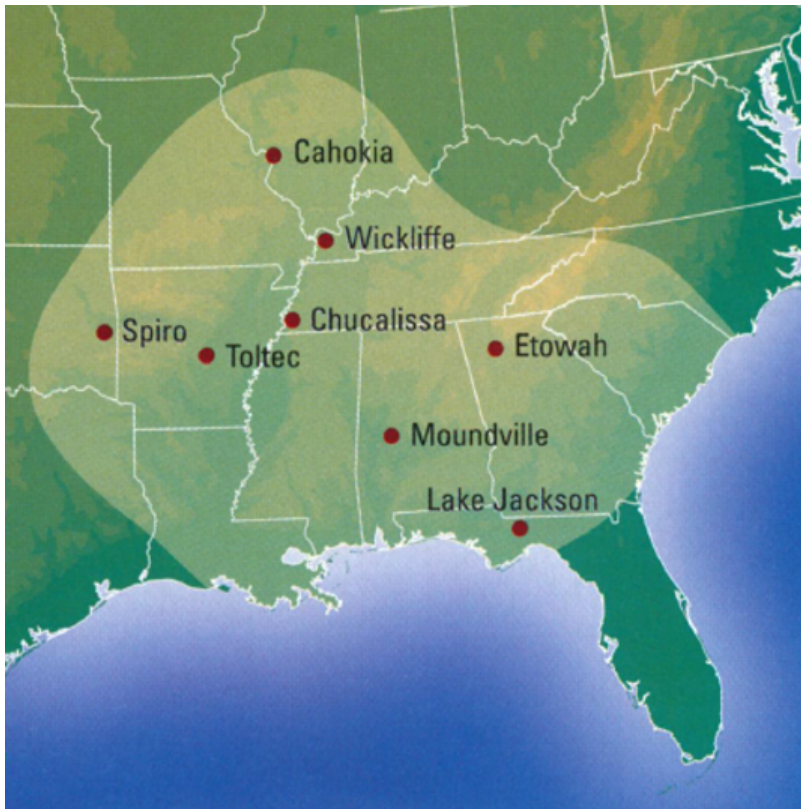 Cahokia
Wickliffe
Chucalissa
Spiro
Toltec
Etowah
Moundville
Lake Jackson